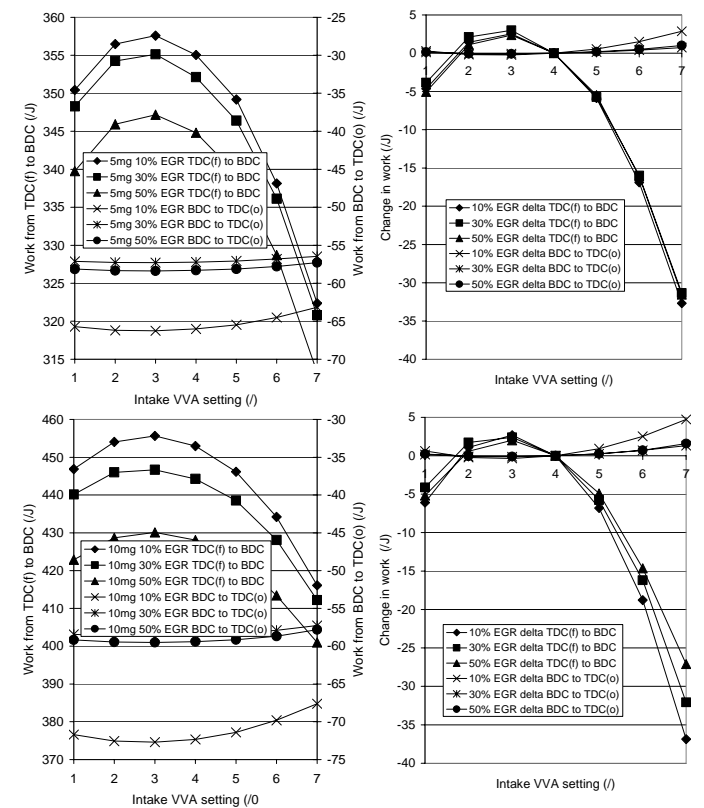 360
355
350
345
340
335
330
325
320
315
-25
-30
-35
-40
-45
-50
-55
-60
-65
-70
Work from TDC(f) to BDC (/J)
Work from BDC to TDC(o) (/J)
5mg 10% EGR TDC(f) to BDC
5mg 30% EGR TDC(f) to BDC
5mg 50% EGR TDC(f) to BDC
5mg 10% EGR BDC to TDC(o)
5mg 30% EGR BDC to TDC(o)
5mg 50% EGR BDC to TDC(o)
1 2 3 4 5 6 7
Intake VVA setting (/)
5
0
-5
-10
-15
-20
-25
-30
-35
-40
Change in work (/J)
1 2 3 4 5 6 7
10% EGR delta TDC(f) to BDC
30% EGR delta TDC(f) to BDC
50% EGR delta TDC(f) to BDC
10% EGR delta BDC to TDC(o)
30% EGR delta BDC to TDC(o)
50% EGR delta BDC to TDC(o)
Intake VVA setting (/)
460
450
440
430
420
410
400
390
380
370
-30
-35
-40
-45
-50
-55
-60
-65
-70
-75
Work from TDC(f) to BDC (/J)
Work from BDC to TDC(o) (/J)
10mg 10% EGR TDC(f) to BDC
10mg 30% EGR TDC(f) to BDC
10mg 50% EGR TDC(f) to BDC
10mg 10% EGR BDC to TDC(o)
10mg 30% EGR BDC to TDC(o)
10mg 50% EGR BDC to TDC(o)
1 2 3 4 5 6 7
Intake VVA setting (/0
5
0
-5
-10
-15
-20
-25
-30
-35
-40
Change in work (/J)
1 2 3 4 5 6 7
10% EGR delta TDC(f) to BDC
30% EGR delta TDC(f) to BDC
50% EGR delta TDC(f) to BDC
10% EGR delta BDC to TDC(o)
30% EGR delta BDC to TDC(o)
50% EGR delta BDC to TDC(o)
Intake VVA setting (/)